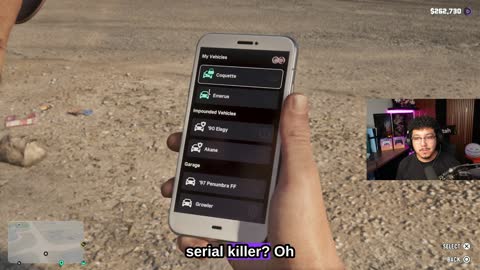 $262,730
My Vehicles
Coquette
Emerus
Impounded Vehicles
'90 Elegy
Akuma
Garage
'97 Penumbra FF
Growler
serial killer? Oh
SELECT
BACK